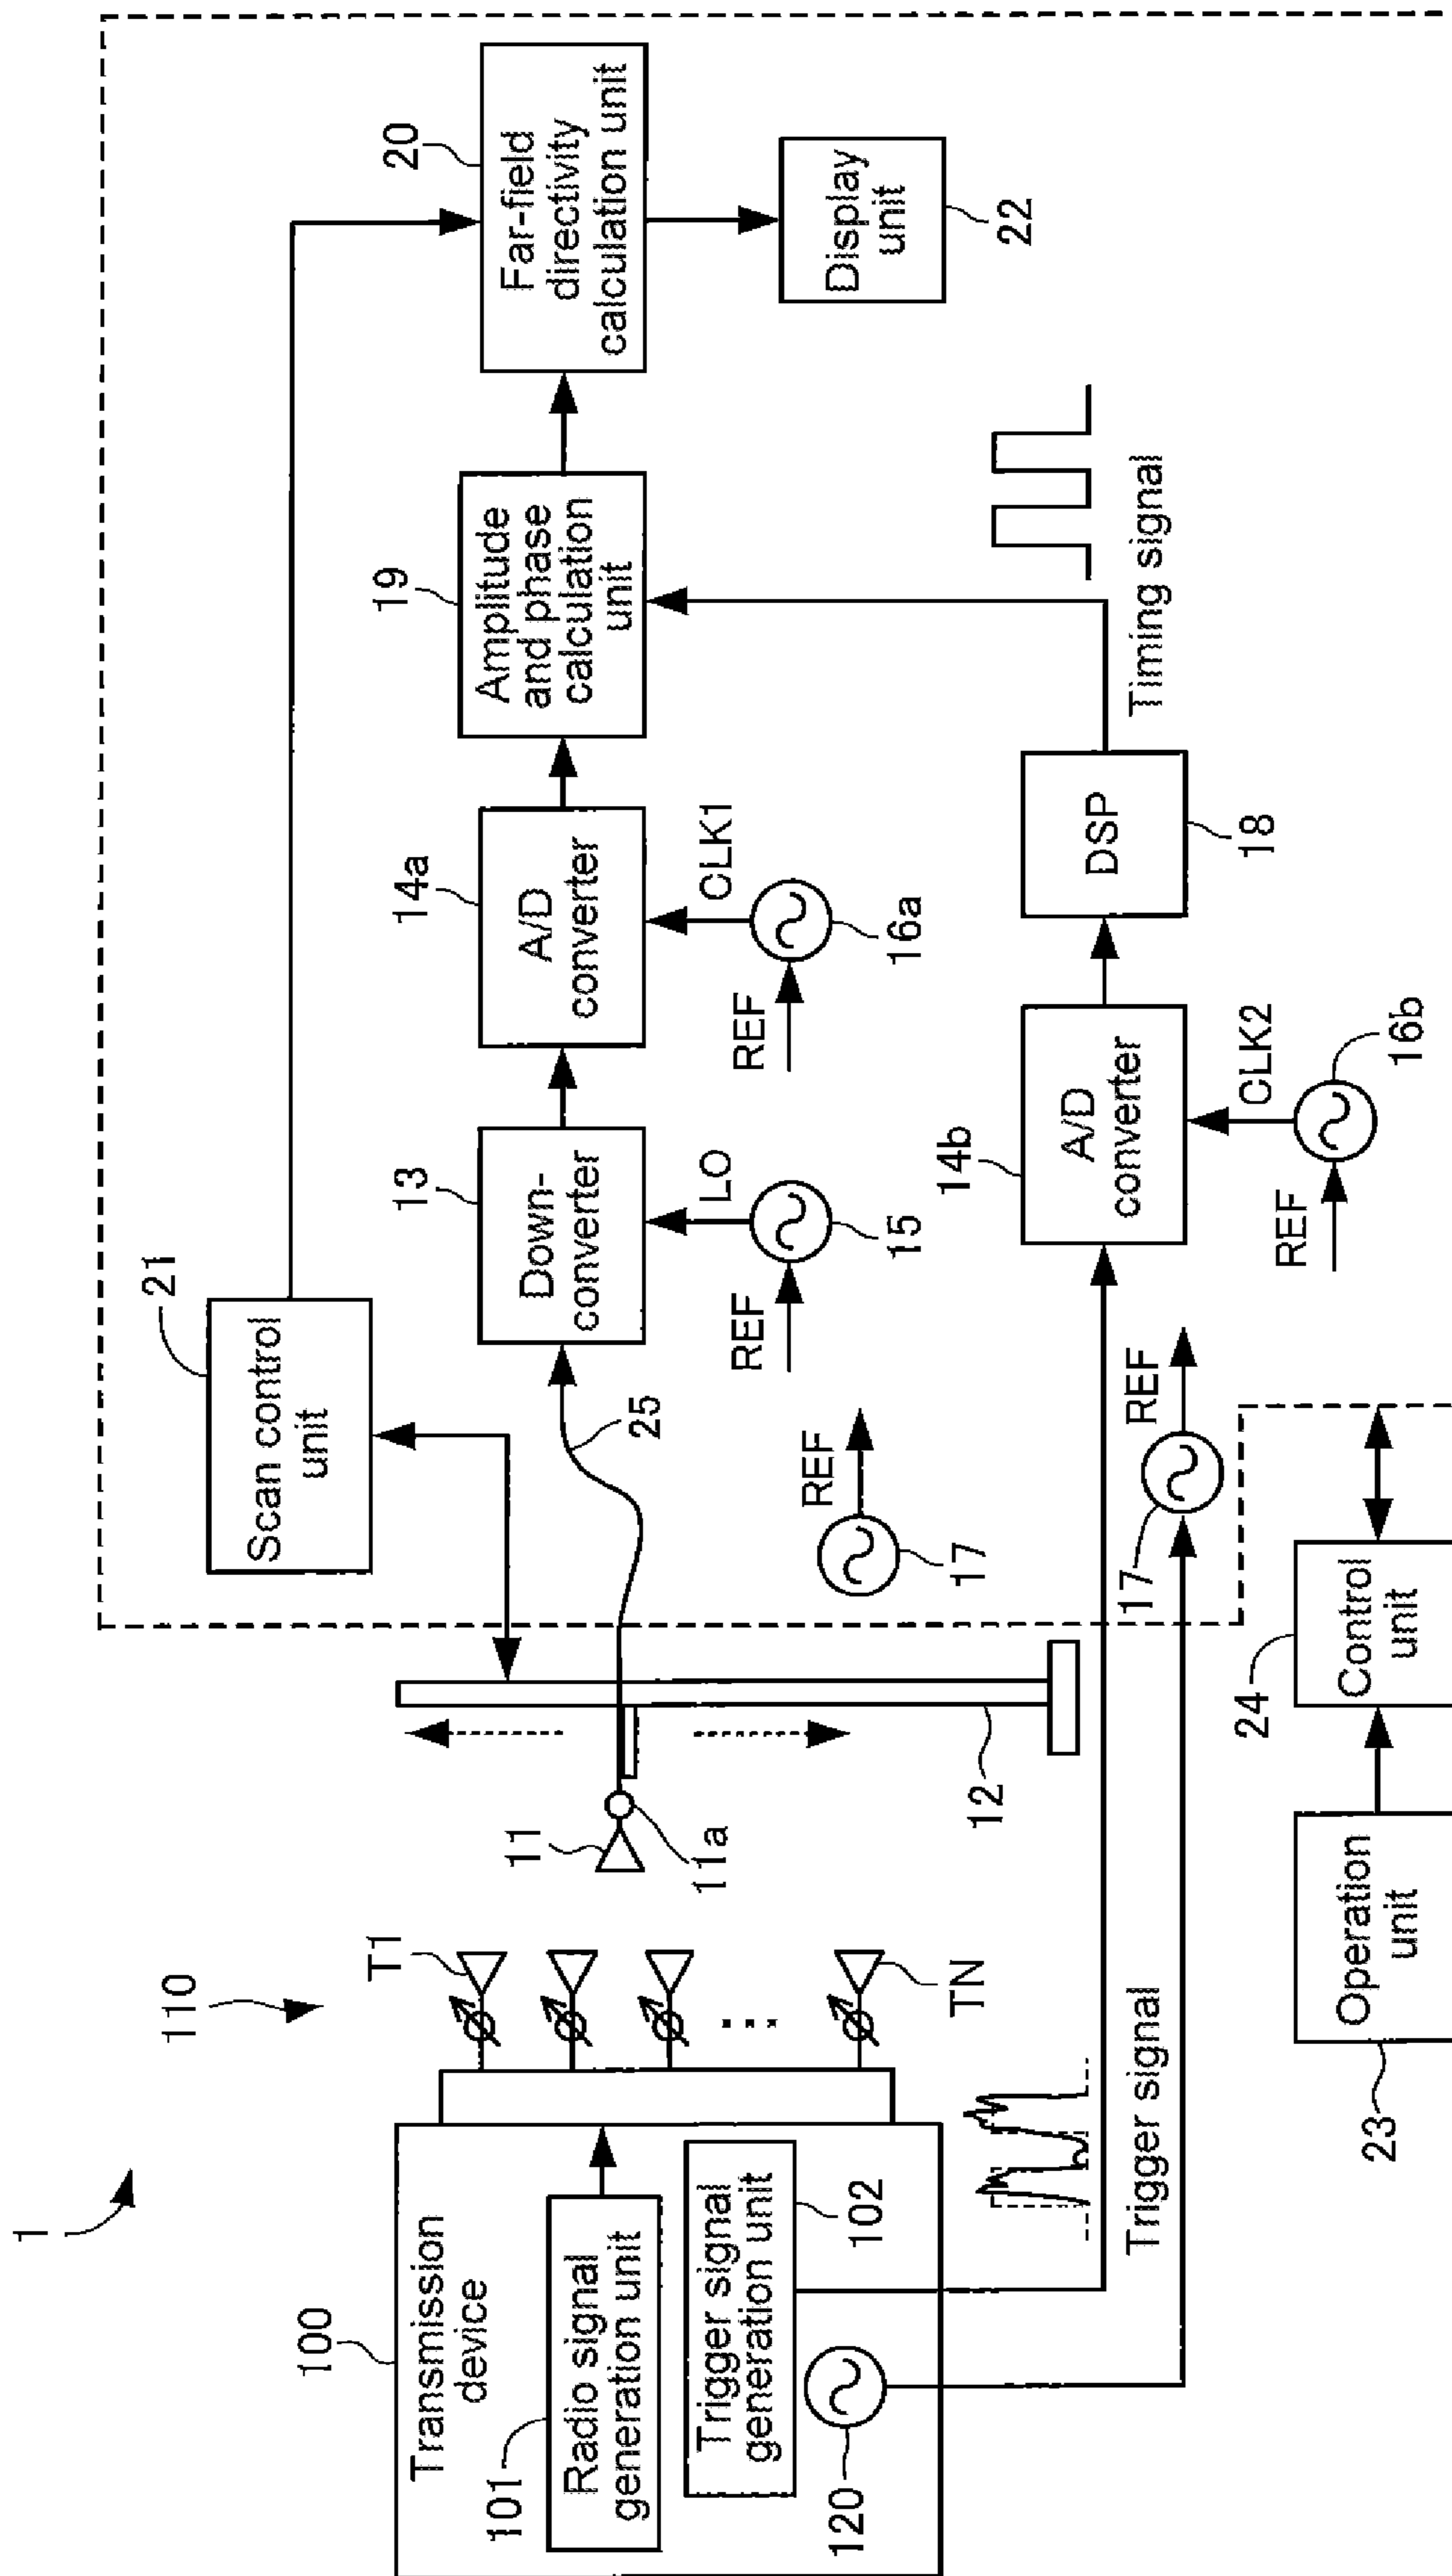 1
110
100
Transmission
device
101
Radio signal
generation unit
Trigger signal
generation unit
102
120
T1
TN
11
11a
12
Trigger signal
21
Scan control
unit
25
13
Down-
converter
LO
REF
15
14a
A/D
converter
CLK1
REF
16a
19
Amplitude
and phase
calculation
unit
20
Far-field
directivity
calculation unit
Display
unit
22
REF
17
14b
A/D
converter
CLK2
REF
16b
DSP
18
Timing signal
REF
17
23
Operation
unit
24
Control
unit